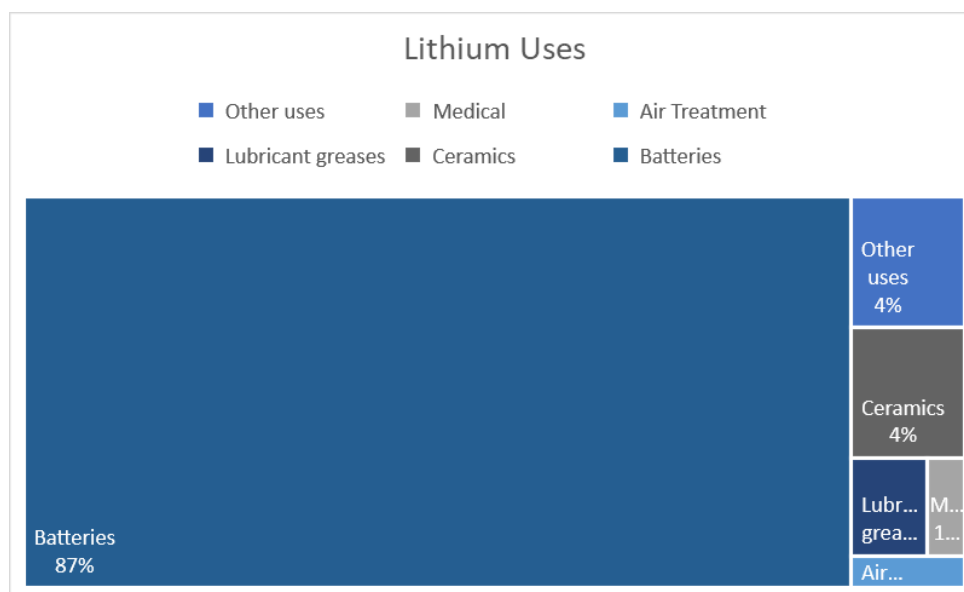 Lithium Uses
Other uses
Medical
Air Treatment
Lubricant greases
Ceramics
Batteries
Other
uses
4%
Ceramics
4%
Lubr...
grea...
M...
1...
Air...
Batteries
87%